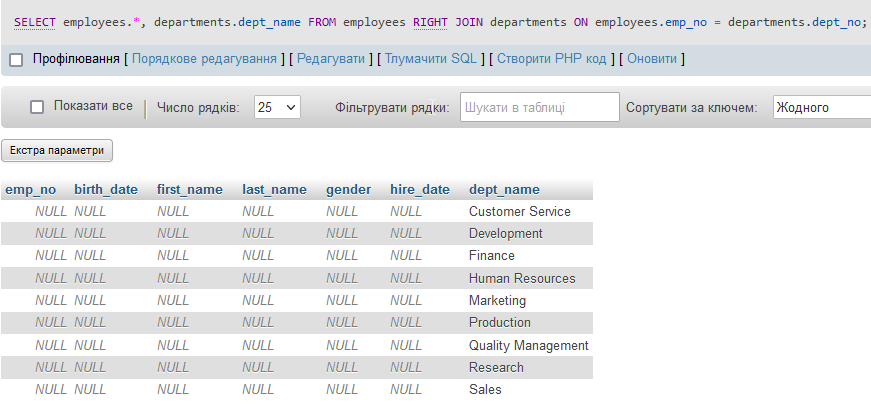 SELECT employees.*, departments.dept_name FROM employees RIGHT JOIN departments ON employees.emp_no = departments.dept_no;
Профілювання [ Порядкове редагування ] [ Редагувати ] [ Тлумачити SQL ] [ Створити PHP код ] [ Оновити ]
Показати все Число рядків: 25 Фільтрувати рядки: Шукати в таблиці Сортувати за ключем: Жодного
Екстра параметри
emp_no birth_date first_name last_name gender hire_date dept_name
NULL NULL NULL NULL NULL NULL Customer Service
NULL NULL NULL NULL NULL NULL Development
NULL NULL NULL NULL NULL NULL Finance
NULL NULL NULL NULL NULL NULL Human Resources
NULL NULL NULL NULL NULL NULL Marketing
NULL NULL NULL NULL NULL NULL Production
NULL NULL NULL NULL NULL NULL Quality Management
NULL NULL NULL NULL NULL NULL Research
NULL NULL NULL NULL NULL NULL Sales